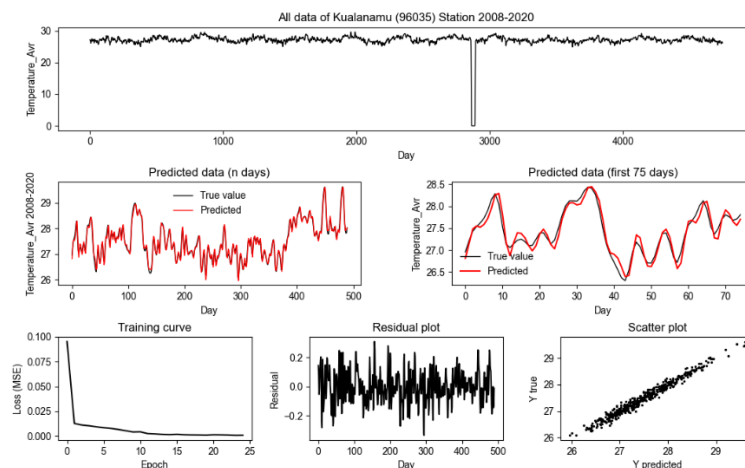 All data of Kualanamu (96035) Station 2008-2020
Temperature_Avr
30
20
10
0
0
1000
2000
3000
4000
Day
Predicted data (n days)
Temperature_Avr 2008-2020
29
28
27
26
True value
Predicted
0
100
200
300
400
500
Day
Predicted data (first 75 days)
Temperature_Avr
28.5
28.0
27.5
27.0
26.5
True value
Predicted
0
10
20
30
40
50
60
70
Day
Training curve
Loss (MSE)
0.100
0.075
0.050
0.025
0.000
0
5
10
15
20
25
Epoch
Residual plot
Residual
0.2
0.0
−0.2
0
100
200
300
400
500
Day
Scatter plot
Y true
29
28
27
26
26
27
28
29
Y predicted